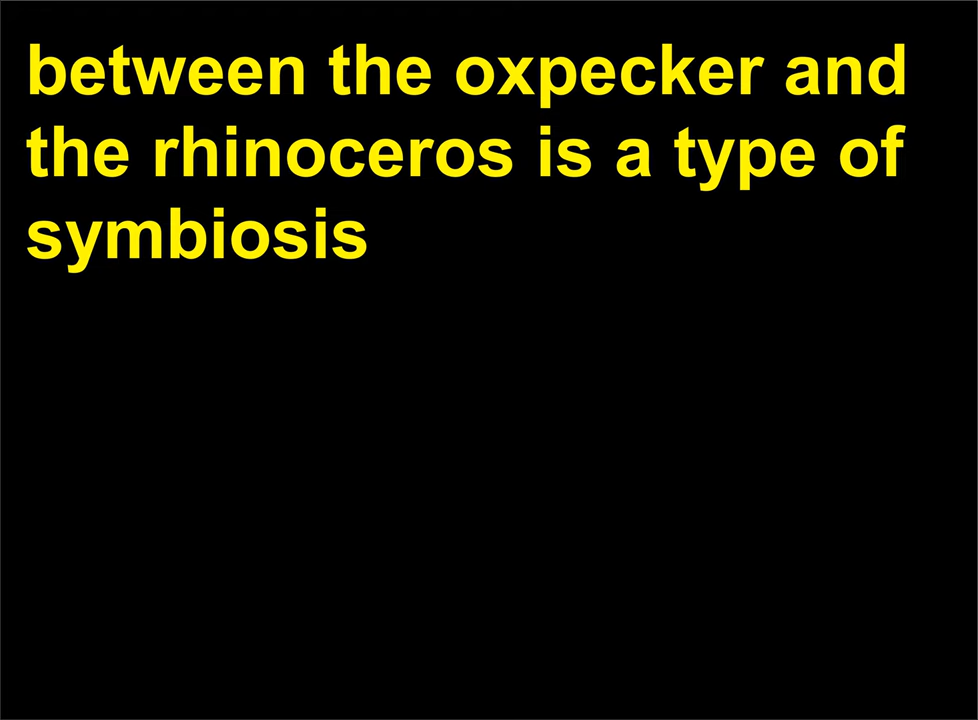 between the oxpecker and
the rhinoceros is a type of
symbiosis